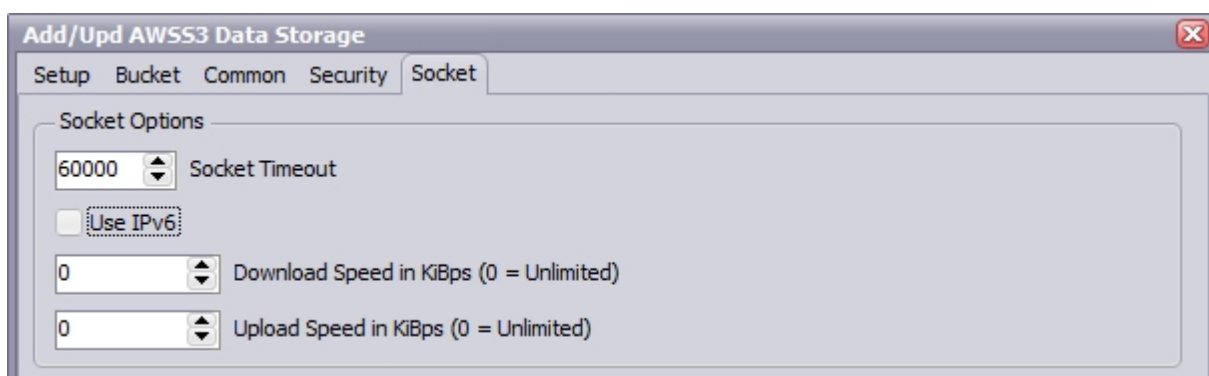 Add/Upd AWSS3 Data Storage
Setup Bucket Common Security Socket
Socket Options
60000 Socket Timeout
Use IPv6
0 Download Speed in KiBps (0 = Unlimited)
0 Upload Speed in KiBps (0 = Unlimited)